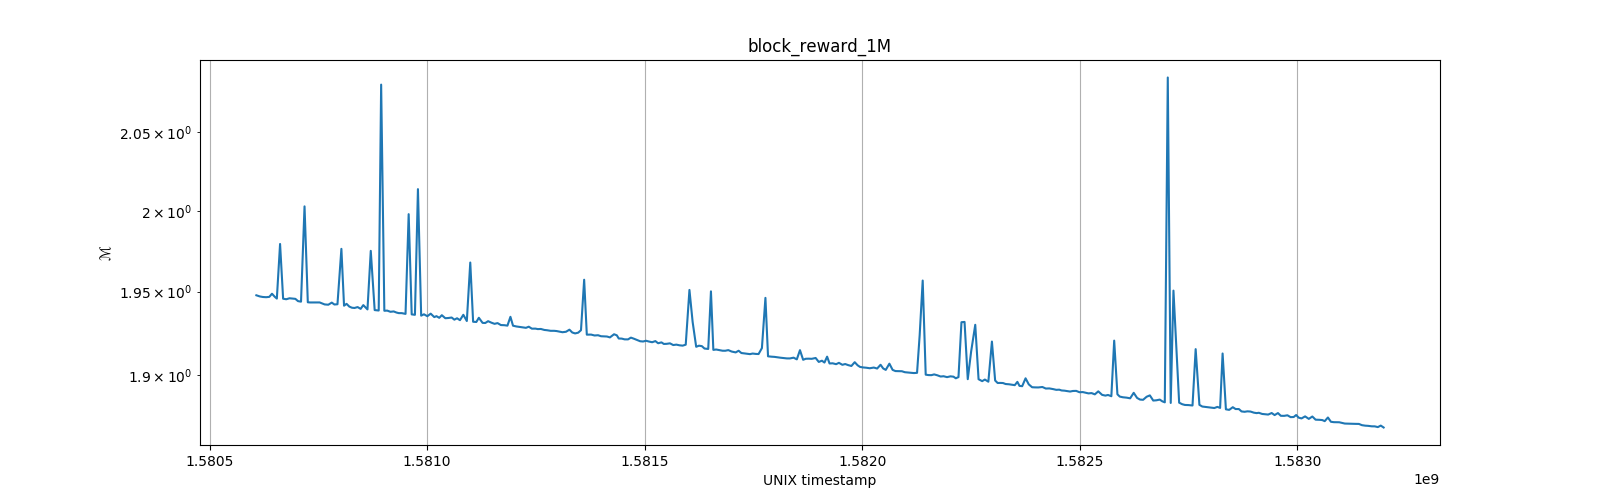 block_reward_1M
2.05 × 10⁰
2 × 10⁰
1.95 × 10⁰
1.9 × 10⁰
ℳ
1.5805 1.5810 1.5815 1.5820 1.5825 1.5830
UNIX timestamp
1e9